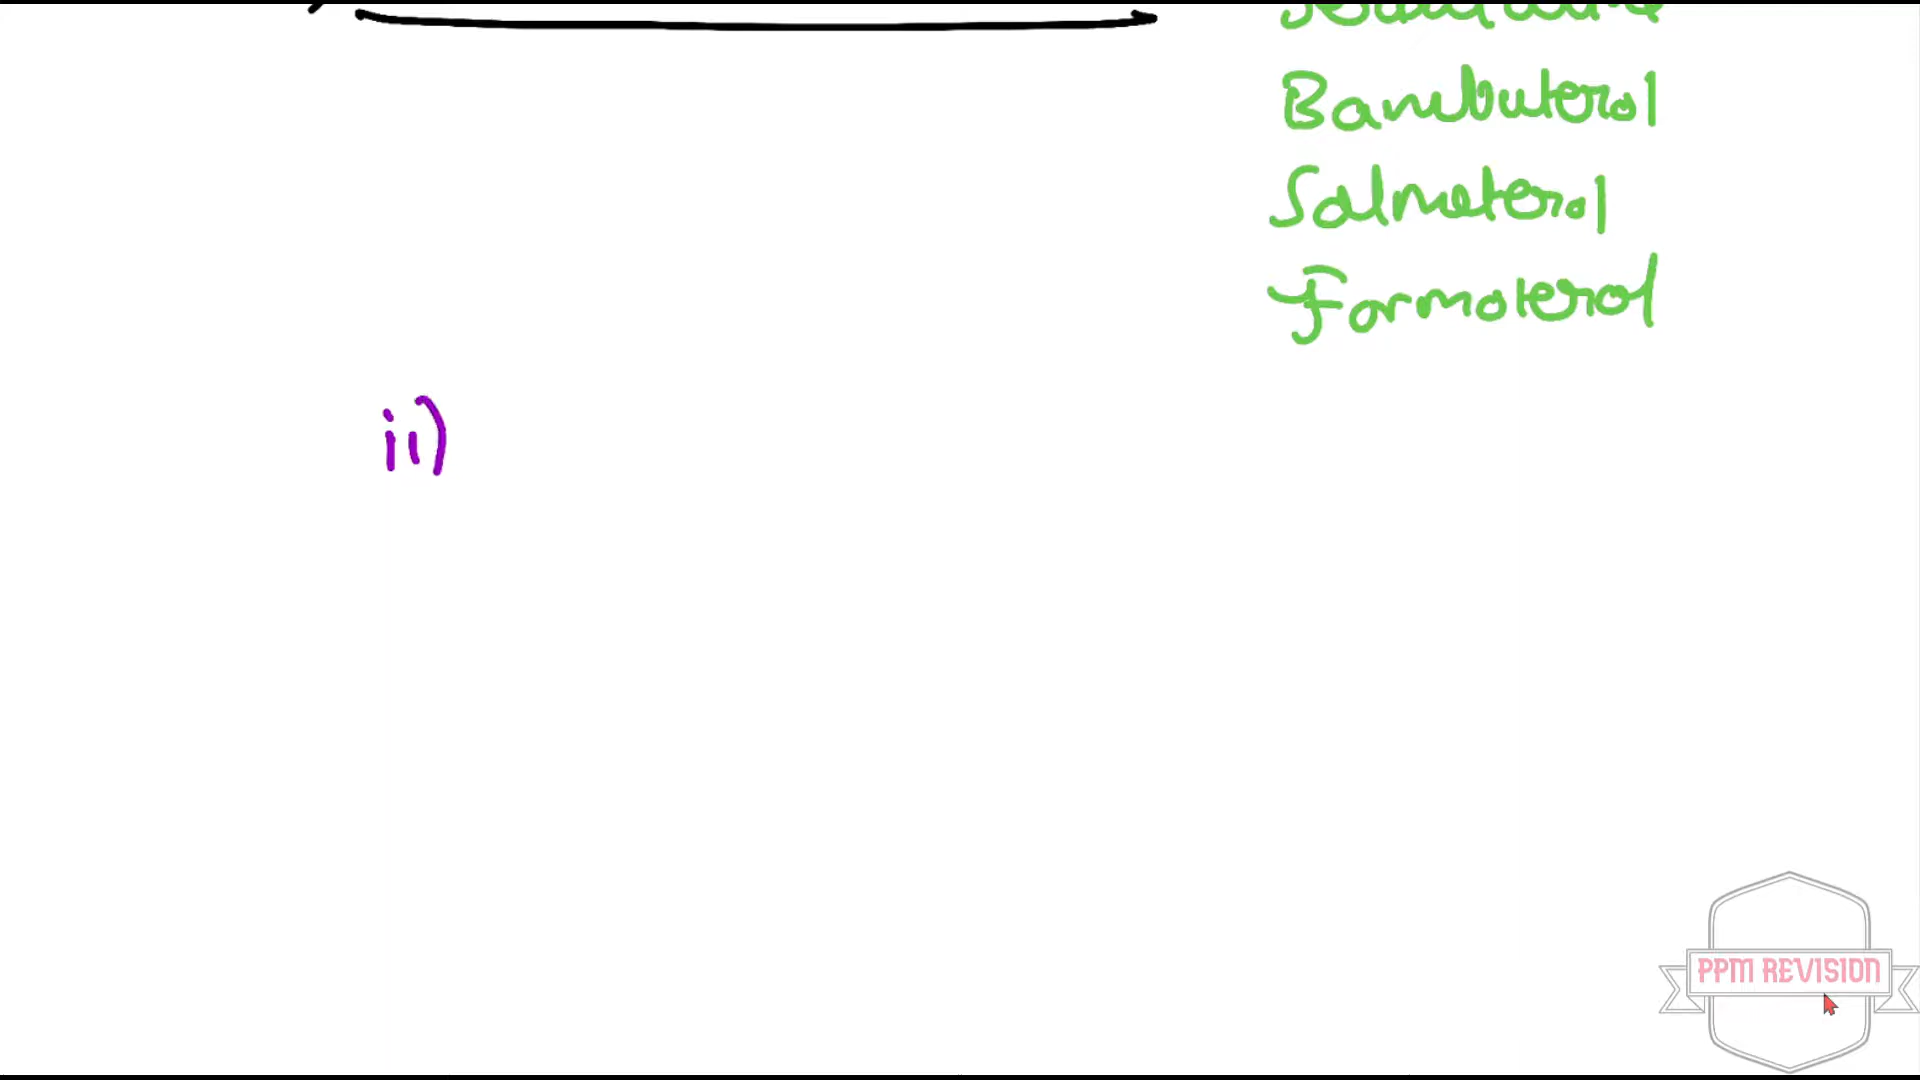 Bambuterol
Salmeterol
Formoterol
ii)
PPM REVISION